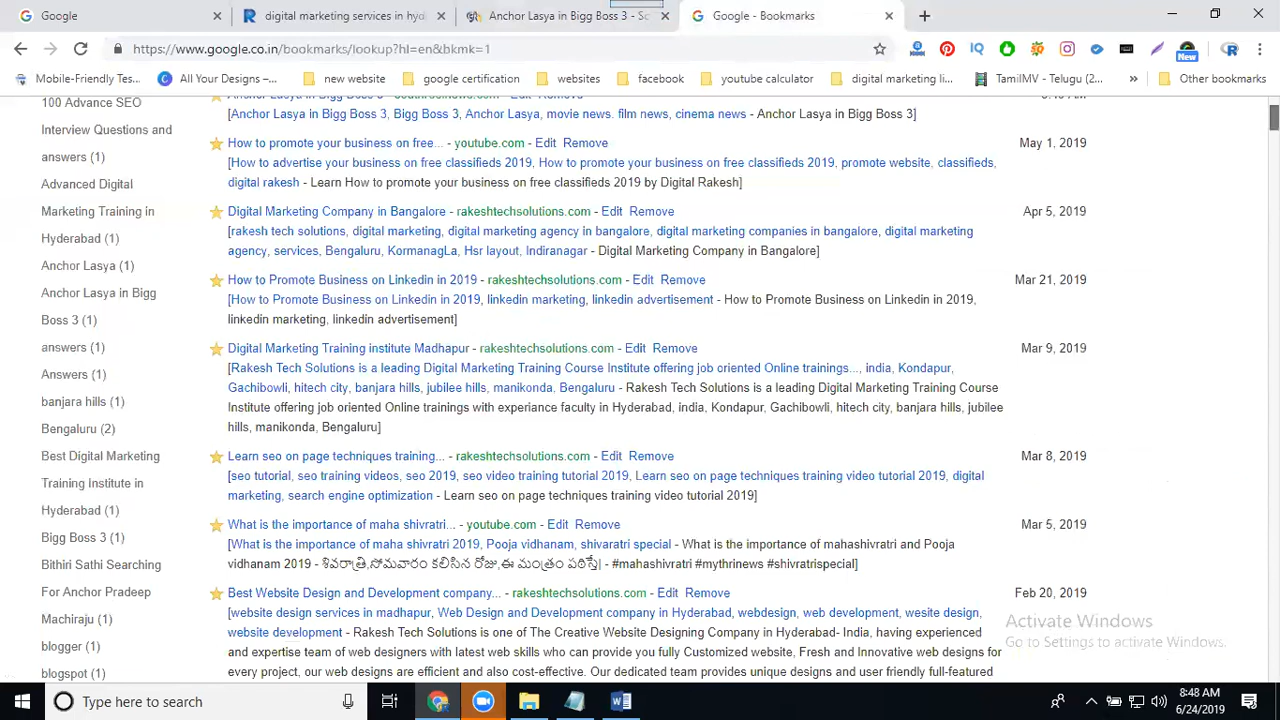 Google
digital marketing services in hyd
Anchor Lasya in Bigg Boss 3 - So
Google - Bookmarks
https://www.google.co.in/bookmarks/lookup?hl=en&bkmk=1
New
Mobile-Friendly Tes...
All Your Designs –...
new website
google certification
websites
facebook
youtube calculator
digital marketing li...
TamilMV - Telugu (2...
Other bookmarks
100 Advance SEO
Interview Questions and
answers (1)
Advanced Digital
Marketing Training in
Hyderabad (1)
Anchor Lasya (1)
Anchor Lasya in Bigg
Boss 3 (1)
answers (1)
Answers (1)
banjara hills (1)
Bengaluru (2)
Best Digital Marketing
Training Institute in
Hyderabad (1)
Bigg Boss 3 (1)
Bithiri Sathi Searching
For Anchor Pradeep
Machiraju (1)
blogger (1)
blogspot (1)
[Anchor Lasya in Bigg Boss 3, Bigg Boss 3, Anchor Lasya, movie news. film news, cinema news - Anchor Lasya in Bigg Boss 3]
How to promote your business on free... - youtube.com - Edit Remove May 1, 2019
[How to advertise your business on free classifieds 2019, How to promote your business on free classifieds 2019, promote website, classifieds,
digital rakesh - Learn How to promote your business on free classifieds 2019 by Digital Rakesh]
Digital Marketing Company in Bangalore - rakeshtechsolutions.com - Edit Remove Apr 5, 2019
[rakesh tech solutions, digital marketing, digital marketing agency in bangalore, digital marketing companies in bangalore, digital marketing
agency, services, Bengaluru, KormanagLa, Hsr layout, Indiranagar - Digital Marketing Company in Bangalore]
How to Promote Business on Linkedin in 2019 - rakeshtechsolutions.com - Edit Remove Mar 21, 2019
[How to Promote Business on Linkedin in 2019, linkedin marketing, linkedin advertisement - How to Promote Business on Linkedin in 2019,
linkedin marketing, linkedin advertisement]
Digital Marketing Training institute Madhapur - rakeshtechsolutions.com - Edit Remove Mar 9, 2019
[Rakesh Tech Solutions is a leading Digital Marketing Training Course Institute offering job oriented Online trainings..., india, Kondapur,
Gachibowli, hitech city, banjara hills, jubilee hills, manikonda, Bengaluru - Rakesh Tech Solutions is a leading Digital Marketing Training Course
Institute offering job oriented Online trainings with experiance faculty in Hyderabad, india, Kondapur, Gachibowli, hitech city, banjara hills, jubilee
hills, manikonda, Bengaluru]
Learn seo on page techniques training... - rakeshtechsolutions.com - Edit Remove Mar 8, 2019
[seo tutorial, seo training videos, seo 2019, seo video training tutorial 2019, Learn seo on page techniques training video tutorial 2019, digital
marketing, search engine optimization - Learn seo on page techniques training video tutorial 2019]
What is the importance of maha shivratri... - youtube.com - Edit Remove Mar 5, 2019
[What is the importance of maha shivratri 2019, Pooja vidhanam, shivaratri special - What is the importance of mahashivratri and Pooja
vidhanam 2019 - శివరాత్రి,సోమవారం కలిసిన రోజు,ఈ మంత్రం పఠిస్తే| - #mahashivratri #mythrinews #shivratrispecial]
Best Website Design and Development company... - rakeshtechsolutions.com - Edit Remove Feb 20, 2019
[website design services in madhapur, Web Design and Development company in Hyderabad, webdesign, web development, wesite design,
website development - Rakesh Tech Solutions is one of The Creative Website Designing Company in Hyderabad- India, having experienced
and expertise team of web designers with latest web skills who can provide you fully Customized website, Fresh and Innovative web designs for
every project, our web designs are efficient and also cost-effective. Our dedicated team provides unique designs and user friendly full-featured
Activate Windows
Go to Settings to activate Windows.
Type here to search
8:48 AM
6/24/2019